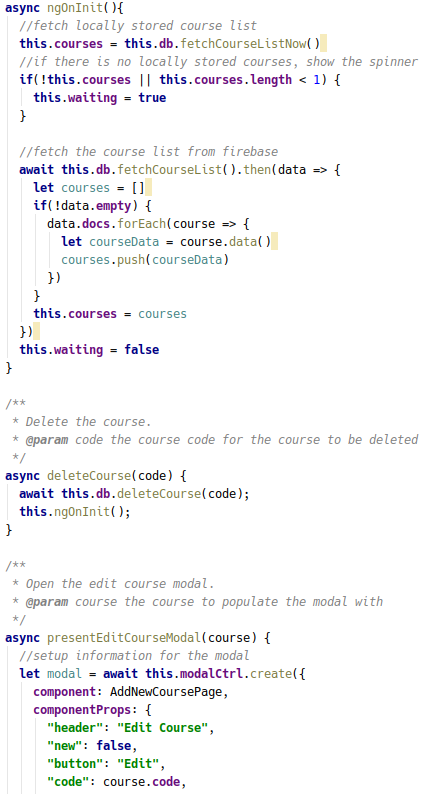 async ngOnInit(){
//fetch locally stored course list
this.courses = this.db.fetchCourseListNow()
//if there is no locally stored courses, show the spinner
if(!this.courses || this.courses.length < 1) {
this.waiting = true
}
//fetch the course list from firebase
await this.db.fetchCourseList().then(data => {
let courses = []
if(!data.empty) {
data.docs.forEach(course => {
let courseData = course.data()
courses.push(courseData)
})
}
this.courses = courses
})
this.waiting = false
}
/**
* Delete the course.
* @param code the course code for the course to be deleted
*/
async deleteCourse(code) {
await this.db.deleteCourse(code);
this.ngOnInit();
}
/**
* Open the edit course modal.
* @param course the course to populate the modal with
*/
async presentEditCourseModal(course) {
//setup information for the modal
let modal = await this.modalCtrl.create({
component: AddNewCoursePage,
componentProps: {
"header": "Edit Course",
"new": false,
"button": "Edit",
"code": course.code,